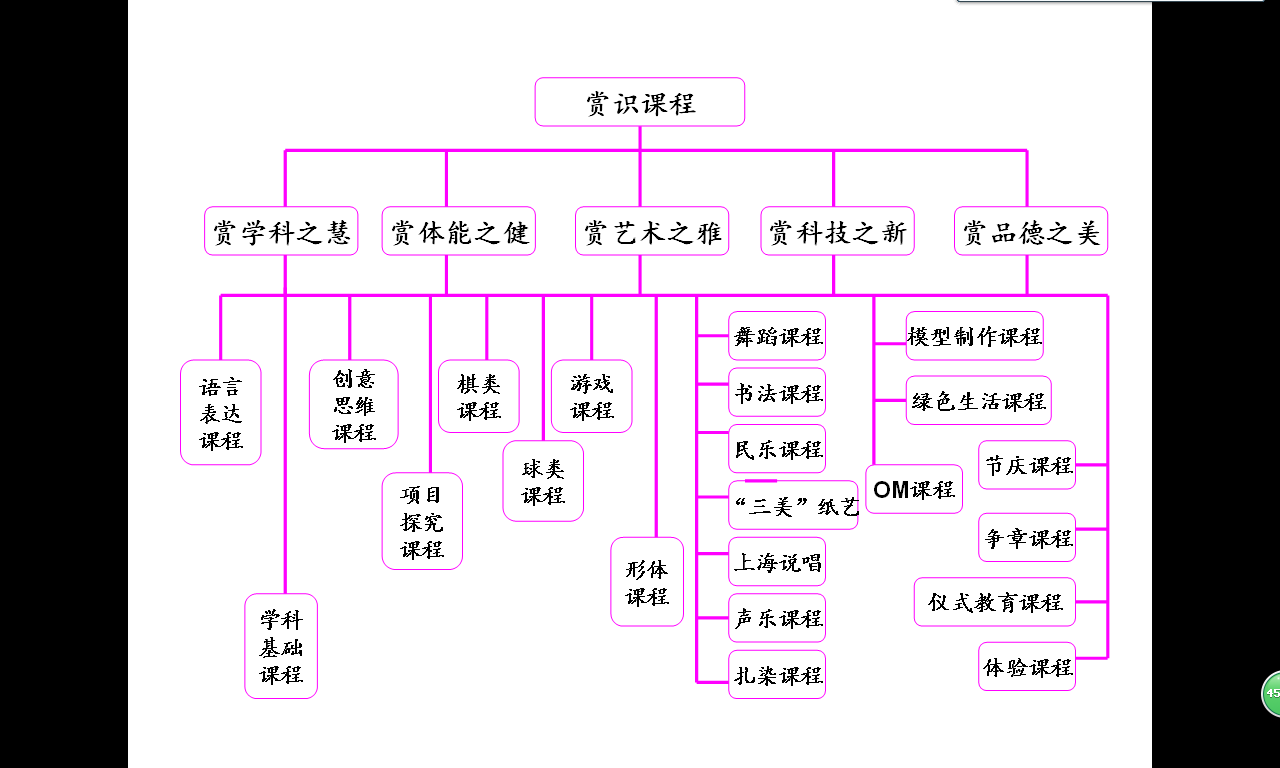 赏识课程
赏学科之慧
赏体能之健
赏艺术之雅
赏科技之新
赏品德之美
语言
表达
课程
学科
基础
课程
创意
思维
课程
项目
探究
课程
棋类
课程
球类
课程
游戏
课程
形体
课程
舞蹈课程
书法课程
民乐课程
“三美”纸艺
上海说唱
声乐课程
扎染课程
模型制作课程
绿色生活课程
OM课程
节庆课程
争章课程
仪式教育课程
体验课程
45